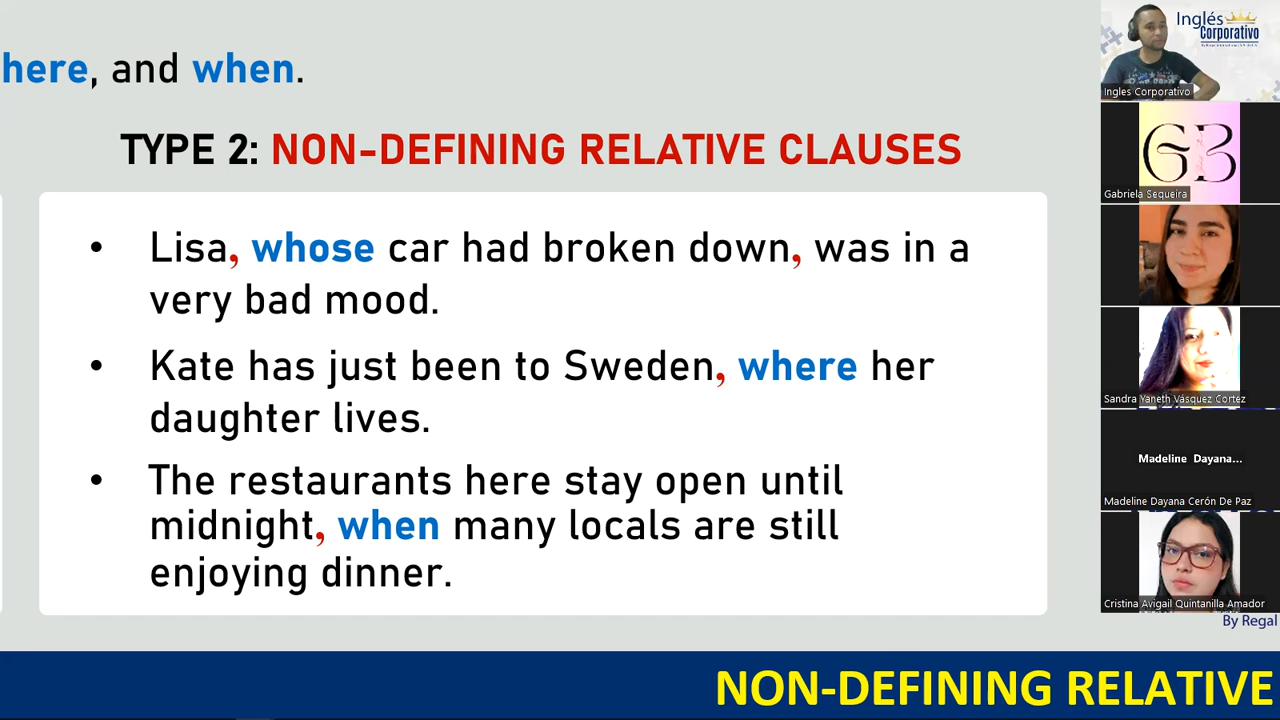 here, and when.
TYPE 2: NON-DEFINING RELATIVE CLAUSES
• Lisa, whose car had broken down, was in a
very bad mood.
• Kate has just been to Sweden, where her
daughter lives.
• The restaurants here stay open until
midnight, when many locals are still
enjoying dinner.
NON-DEFINING RELATIVE
Inglés
Corporativo
Ingles Corporativo
GB
Gabriela Sequeira
Sandra Yaneth Vásquez Cortez
Madeline Dayana...
Madeline Dayana Cerón De Paz
Cristina Avigail Quintanilla Amador
By Regal